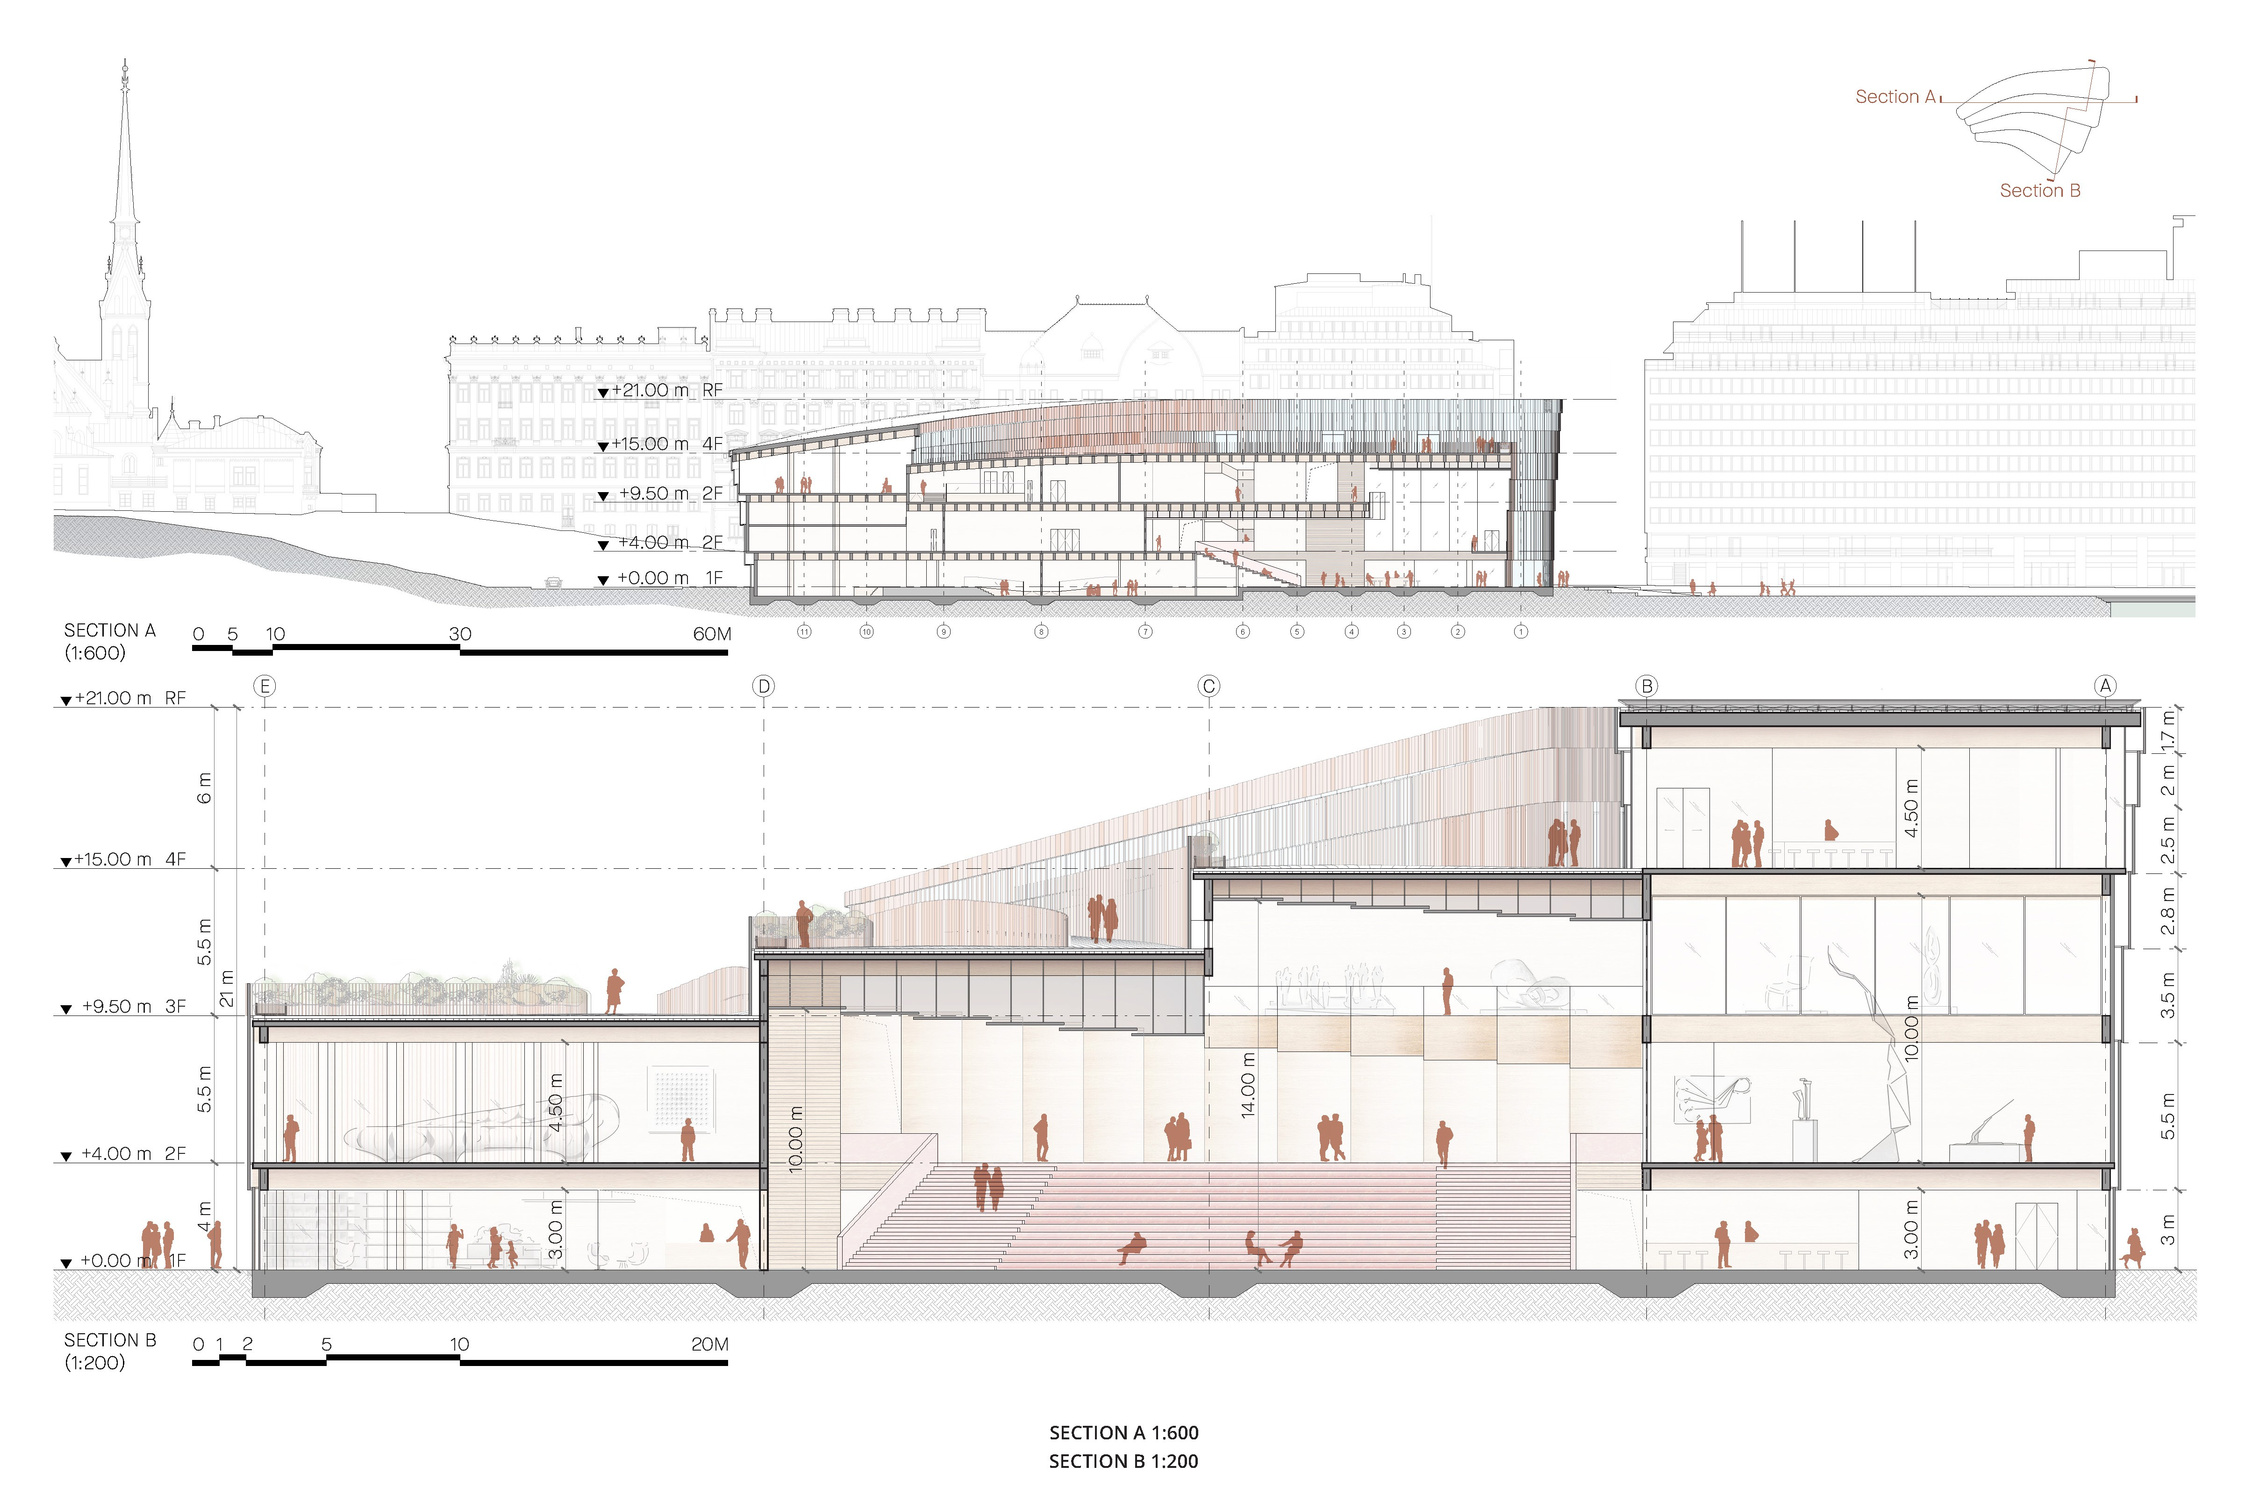 Section A
Section B
+21.00 m RF
+15.00 m 4F
+9.50 m 2F
+4.00 m 2F
+0.00 m 1F
SECTION A
(1:600)
0 5 10 30 60M
11 10 9 8 7 6 5 4 3 2 1
E D C B A
+21.00 m RF
+15.00 m 4F
+9.50 m 3F
+4.00 m 2F
+0.00 m 1F
6 m
5.5 m
5.5 m
4 m
21 m
4.50 m
3.00 m
10.00 m
14.00 m
4.50 m
10.00 m
3.00 m
1.7 m
2 m
2.5 m
2.8 m
3.5 m
5.5 m
3 m
SECTION B
(1:200)
0 1 2 5 10 20M
SECTION A 1:600
SECTION B 1:200